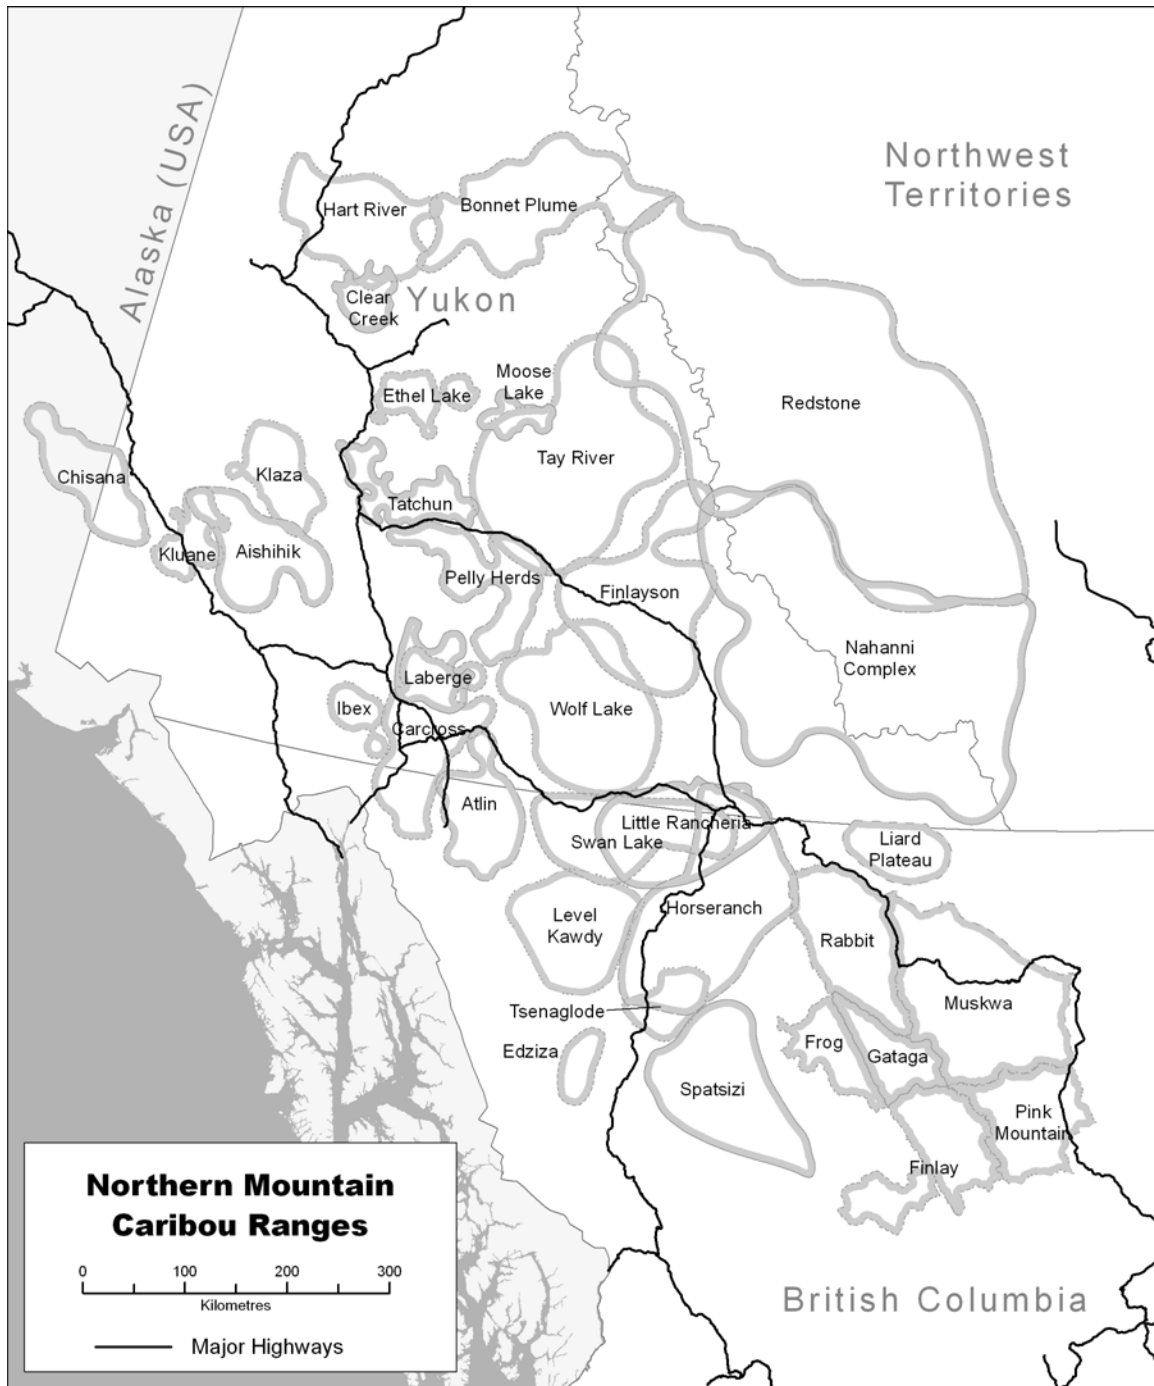 Northwest
Territories
Alaska (USA)
Hart River
Bonnet Plume
Clear
Creek
Yukon
Moose
Lake
Ethel Lake
Redstone
Tay River
Chisana
Klaza
Tatchun
Kluane
Aishihik
Pelly Herds
Finlayson
Nahanni
Complex
Laberge
Ibex
Wolf Lake
Carcross
Atlin
Little Rancheria
Swan Lake
Liard
Plateau
Horseranch
Level
Kawdy
Rabbit
Tsenaglode
Muskwa
Edziza
Frog
Gataga
Spatsizi
Pink
Mountain
Finlay
British Columbia
Northern Mountain
Caribou Ranges
0 100 200 300
Kilometres
Major Highways